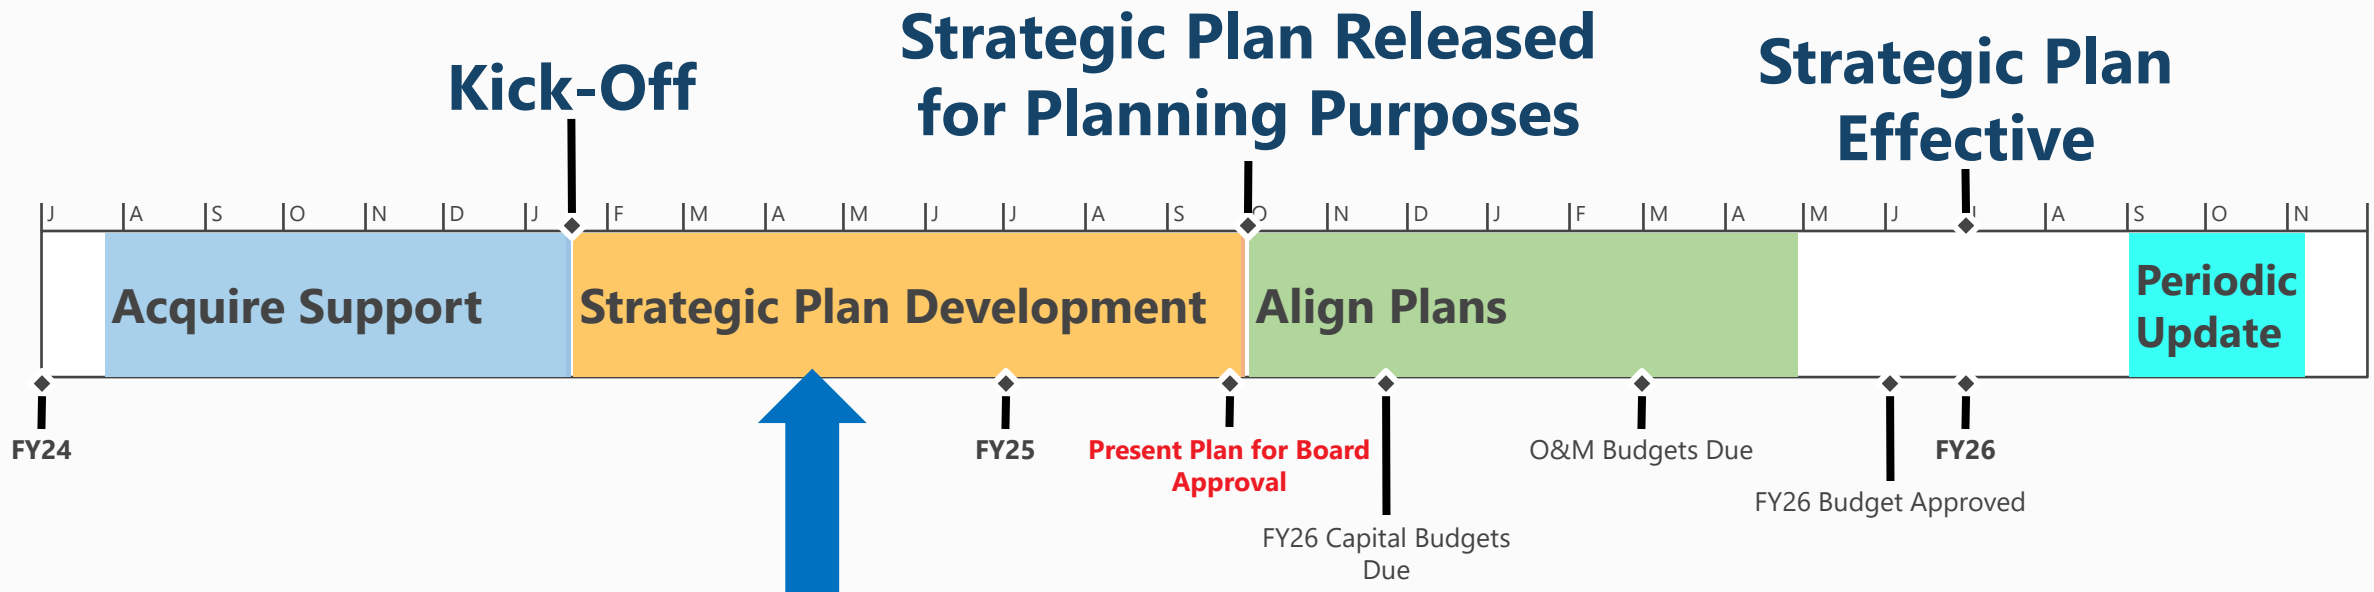 Kick-Off
Strategic Plan Released
for Planning Purposes
Strategic Plan
Effective
J A S O N D J F M A M J J A S O N D J F M A M J J A S O N
Acquire Support
Strategic Plan Development
Align Plans
Periodic
Update
FY24
FY25
Present Plan for Board
Approval
FY26 Capital Budgets
Due
O&M Budgets Due
FY26 Budget Approved
FY26